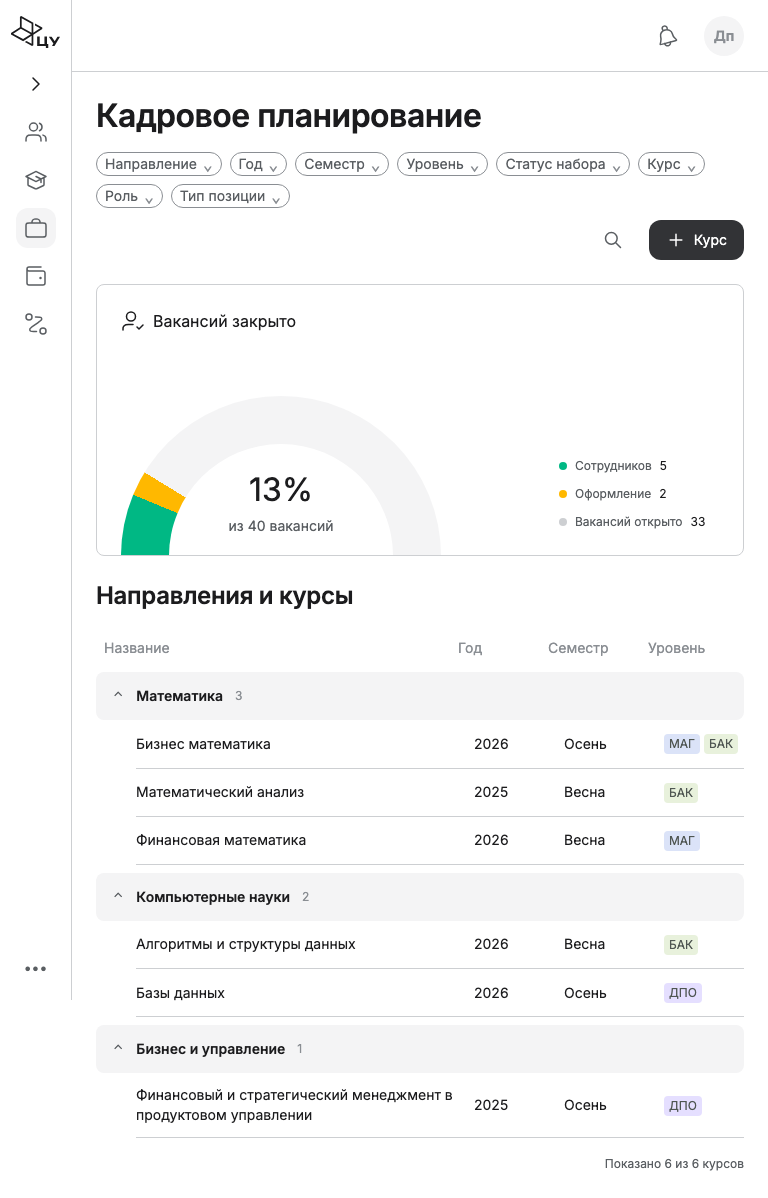 ЦУ
Дп
Кадровое планирование
Направление Год Семестр Уровень Статус набора Курс
Роль Тип позиции
Курс
Вакансий закрыто
13%
из 40 вакансий
Сотрудников 5
Оформление 2
Вакансий открыто 33
Направления и курсы
Название Год Семестр Уровень
Математика 3
Бизнес математика 2026 Осень МАГ БАК
Математический анализ 2025 Весна БАК
Финансовая математика 2026 Весна МАГ
Компьютерные науки 2
Алгоритмы и структуры данных 2026 Весна БАК
Базы данных 2026 Осень ДПО
Бизнес и управление 1
Финансовый и стратегический менеджмент в
продуктовом управлении 2025 Осень ДПО
Показано 6 из 6 курсов